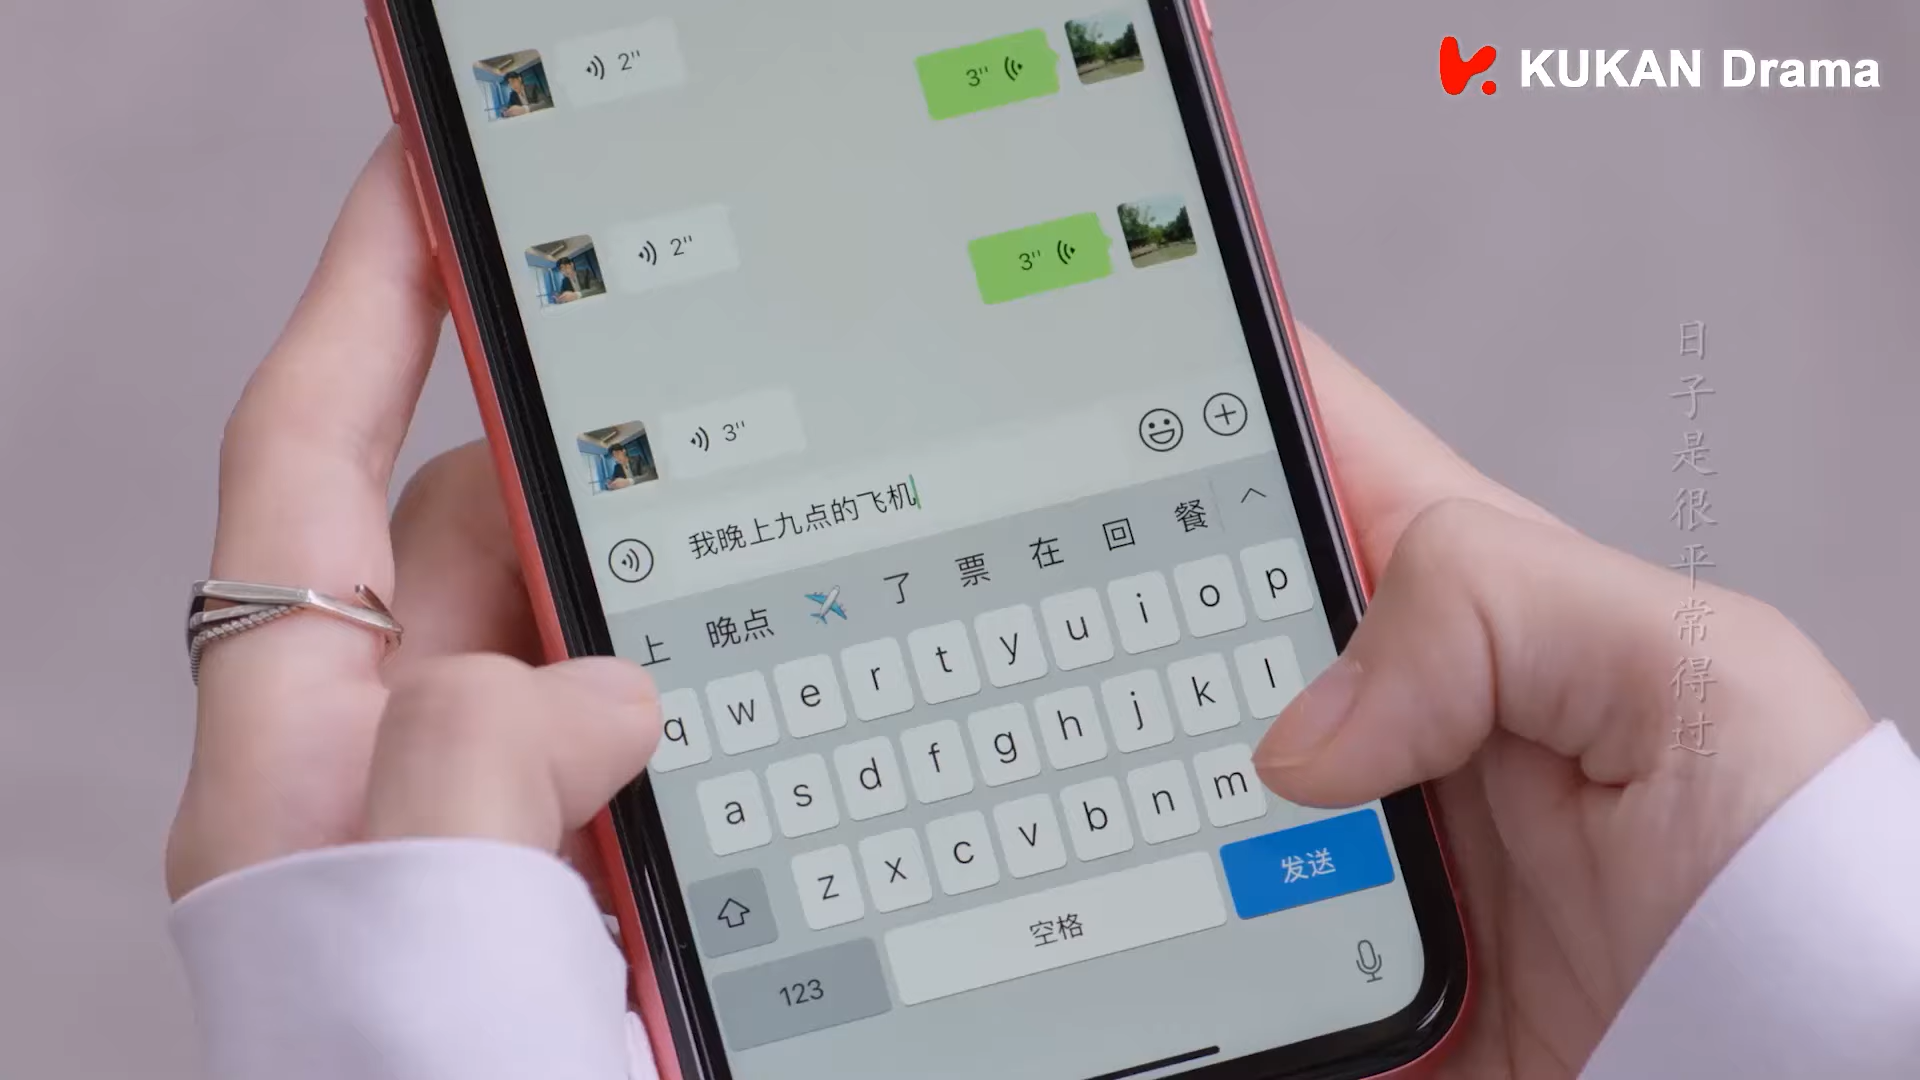 KUKAN Drama
2"
3"
2"
3"
3"
我晚上九点的飞机
上 晚点 ✈️ 了 票 在 回 餐
q w e r t y u i o p
a s d f g h j k l
z x c v b n m
123 空格 发送
日子是很平常得过